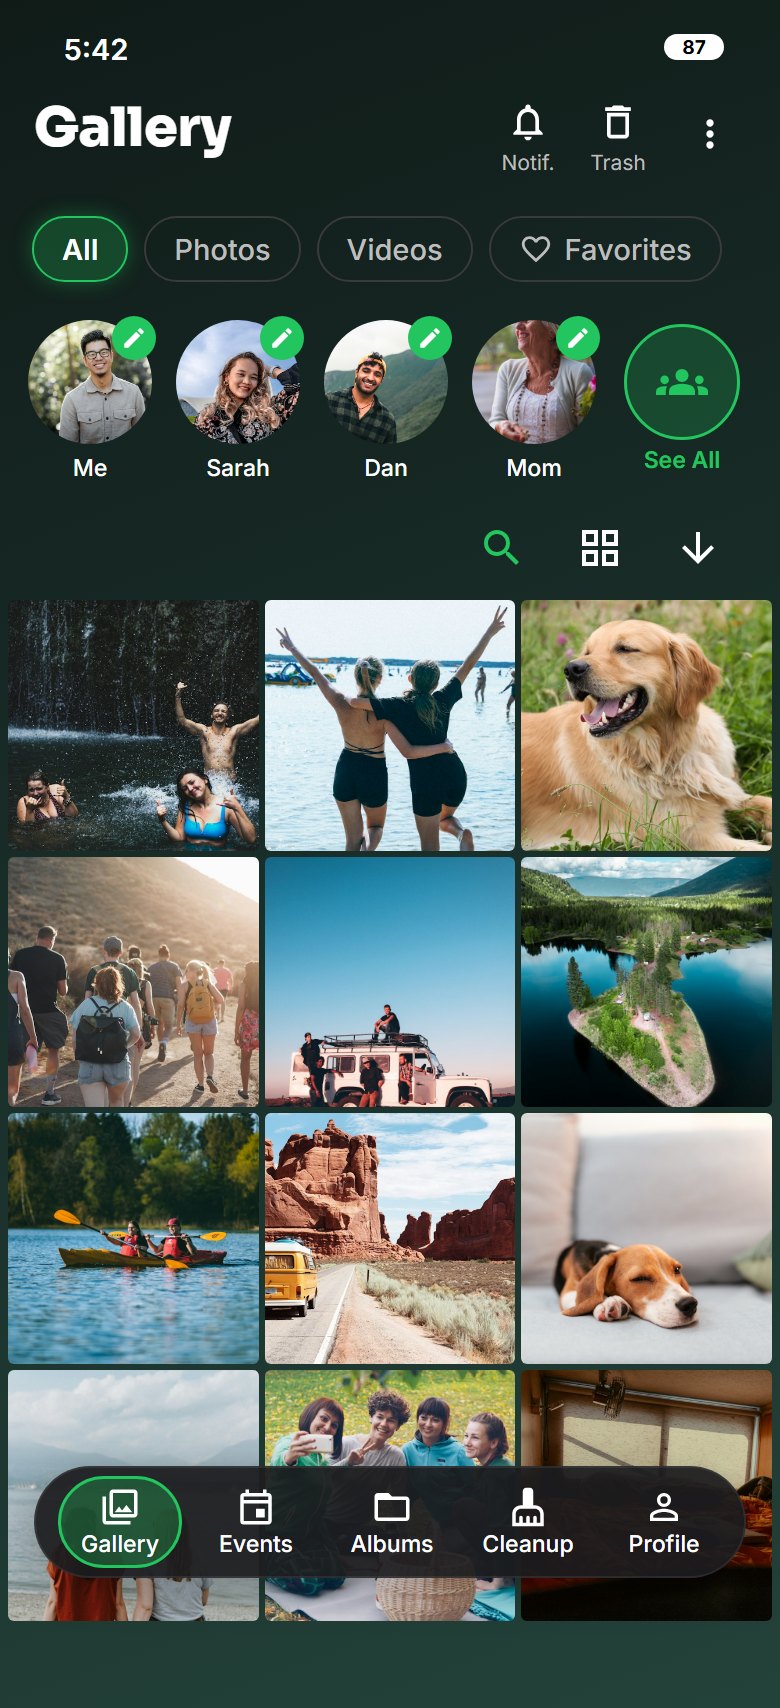 5:42
87
Gallery
Notif.
Trash
All
Photos
Videos
Favorites
Me
Sarah
Dan
Mom
See All
Gallery
Events
Albums
Cleanup
Profile